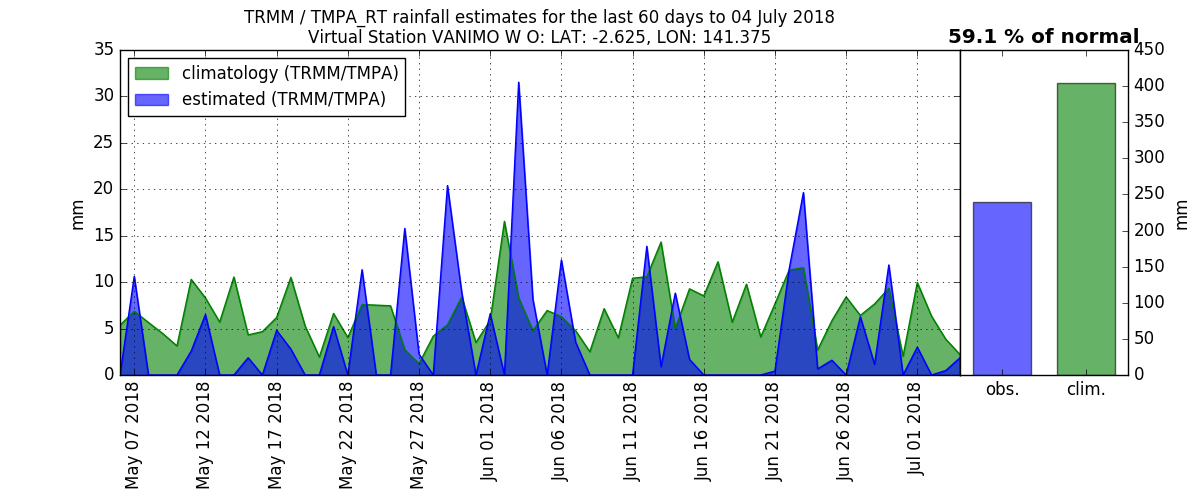 TRMM / TMPA_RT rainfall estimates for the last 60 days to 04 July 2018
Virtual Station VANIMO W O: LAT: -2.625, LON: 141.375
59.1 % of normal
climatology (TRMM/TMPA)
estimated (TRMM/TMPA)
35
30
25
20
15
10
5
0
mm
May 07 2018
May 12 2018
May 17 2018
May 22 2018
May 27 2018
Jun 01 2018
Jun 06 2018
Jun 11 2018
Jun 16 2018
Jun 21 2018
Jun 26 2018
Jul 01 2018
obs.
clim.
450
400
350
300
250
200
150
100
50
0
mm